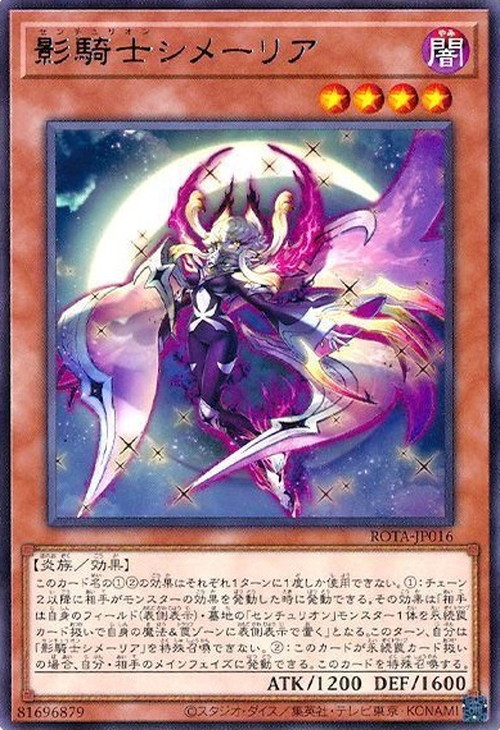 センチュリオン
影騎士シメーリア
やみ
闇
ROTA-JP016
【炎族／効果】
このカード名の①②の効果はそれぞれ1ターンに1度しか使用できない。①：チェーン
2以降に相手がモンスターの効果を発動した時に発動できる。その効果は「相手
は自身のフィールド(表側表示)・墓地の「センチュリオン」モンスター1体を永続罠
カード扱いで自身の魔法&罠ゾーンに表側表示で置く」となる。このターン、自分は
「影騎士シメーリア」を特殊召喚できない。②：このカードが永続罠カード扱い
の場合、自分・相手のメインフェイズに発動できる。このカードを特殊召喚する。
ATK/1200 DEF/1600
81696879
©スタジオ・ダイス／集英社・テレビ東京・KONAMI